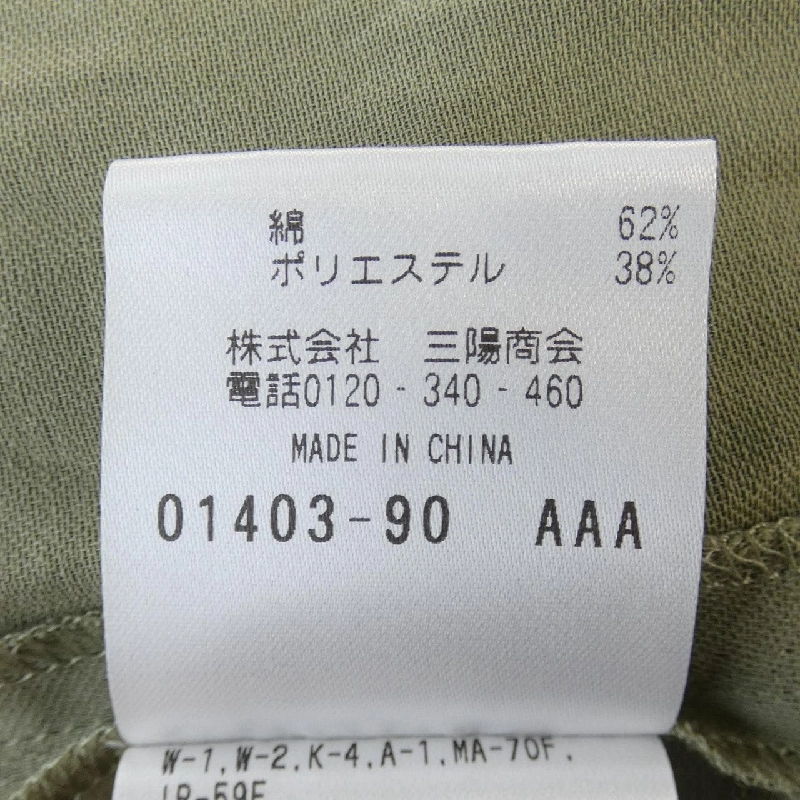 綿 62%
ポリエステル 38%
株式会社 三陽商会
電話0120-340-460
MADE IN CHINA
01403-90 AAA
W-1.W-2.K-4.A-1.MA-70F.